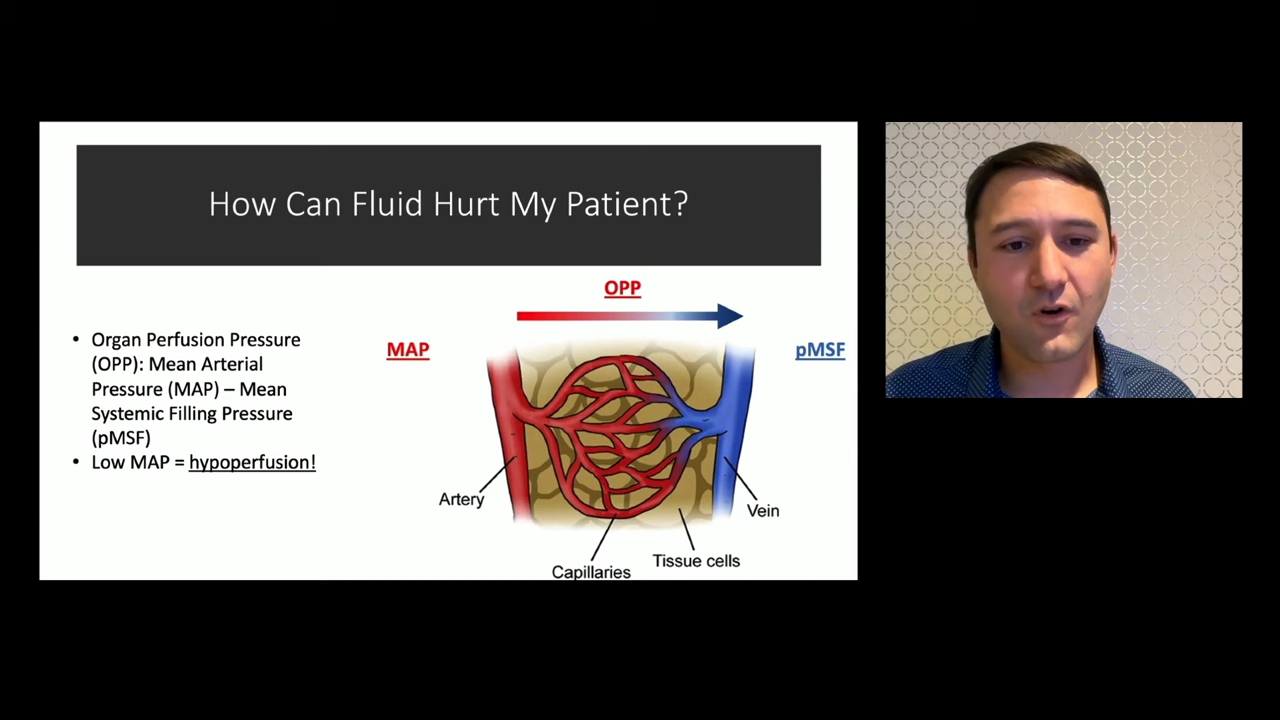 How Can Fluid Hurt My Patient?
OPP
MAP
pMSF
• Organ Perfusion Pressure
(OPP): Mean Arterial
Pressure (MAP) – Mean
Systemic Filling Pressure
(pMSF)
• Low MAP = hypoperfusion!
Artery
Vein
Tissue cells
Capillaries